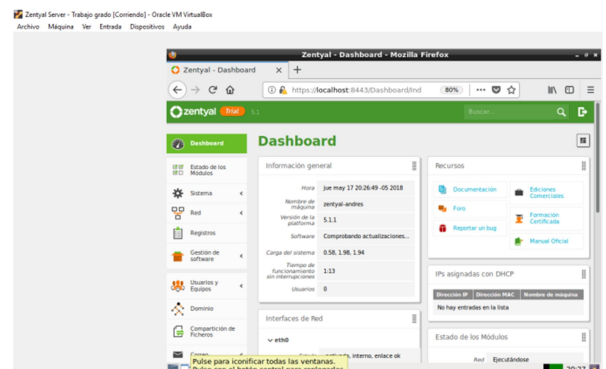 Zentyal Server - Trabajo grado [Corriendo] - Oracle VM VirtualBox
Archivo Máquina Ver Entrada Dispositivos Ayuda
Zentyal - Dashboard - Mozilla Firefox
Zentyal - Dashboard
https://localhost:8443/Dashboard/Ind
80%
zentyal Trial 5.1
Buscar...
Dashboard
Estado de los
Módulos
Sistema
Red
Registros
Gestión de
software
Usuarios y
Equipos
Dominio
Compartición de
Ficheros
Correo
Dashboard
Información general
Hora jue may 17 20:26:49 -05 2018
Nombre de
máquina zentyal-andres
Versión de la
plataforma 5.1.1
Software Comprobando actualizaciones...
Carga del sistema 0.58, 1.98, 1.94
Tiempo de
funcionamiento
sin interrupciones 1:13
Usuarios 0
Interfaces de Red
eth0
activado, interno, enlace ok
Recursos
Documentación
Foro
Reportar un bug
Ediciones
Comerciales
Formación
Certificada
Manual Oficial
IPs asignadas con DHCP
Dirección IP Dirección MAC Nombre de máquina
No hay entradas en la lista
Estado de los Módulos
Red Ejecutándose
Pulse para iconificar todas las ventanas.
20:27